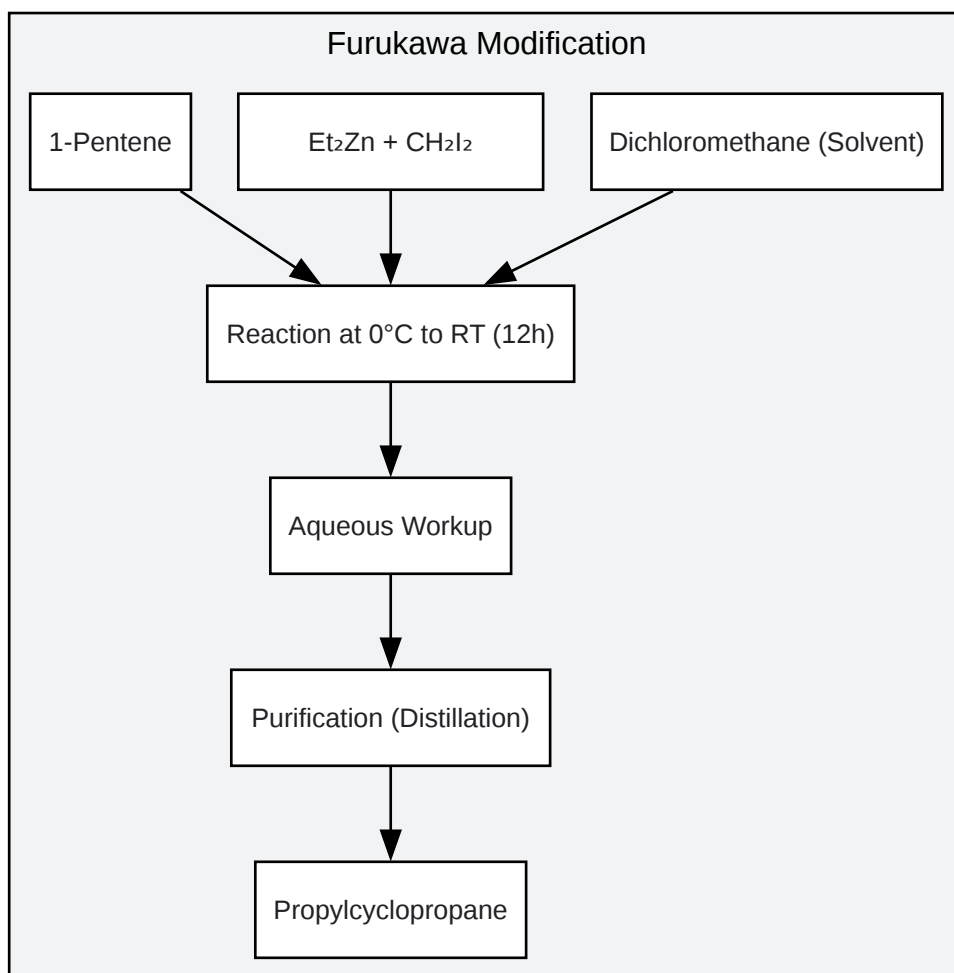 Furukawa Modification
1-Pentene
Et₂Zn + CH₂I₂
Dichloromethane (Solvent)
Reaction at 0°C to RT (12h)
Aqueous Workup
Purification (Distillation)
Propylcyclopropane